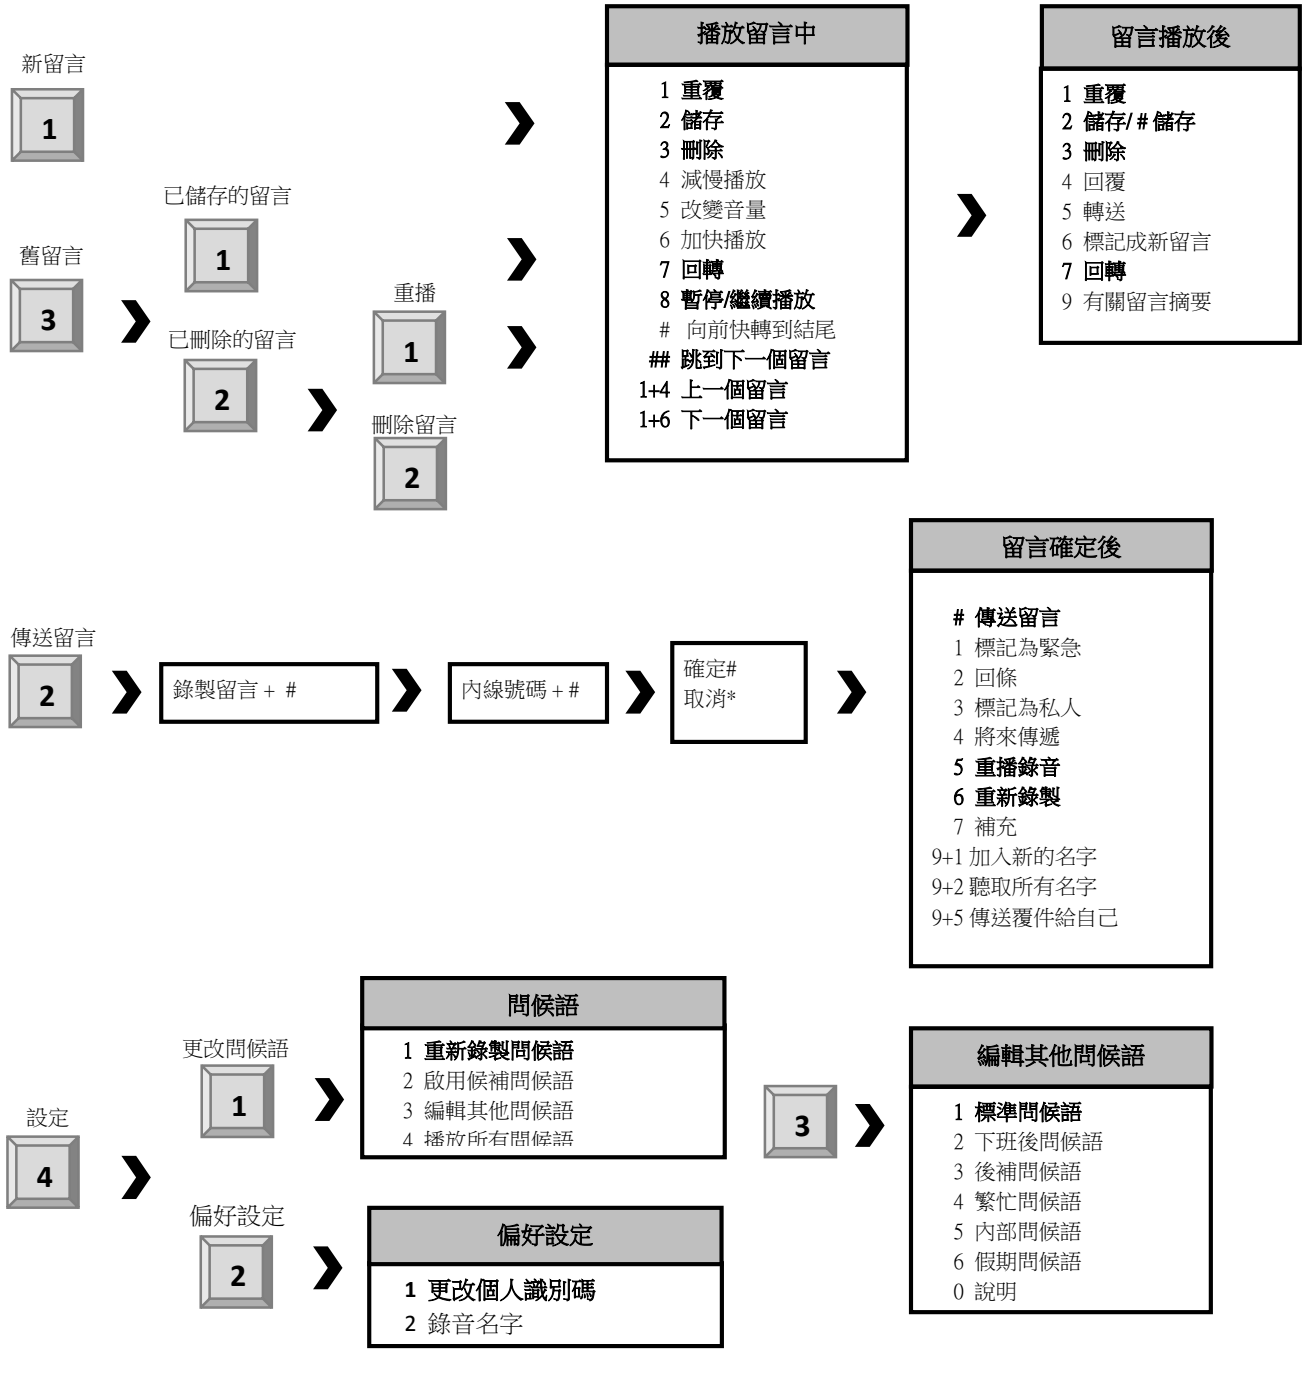 新留言
1
舊留言
3
已儲存的留言
1
已刪除的留言
2
重播
1
刪除留言
2
播放留言中
1 重覆
2 儲存
3 刪除
4 減慢播放
5 改變音量
6 加快播放
7 回轉
8 暫停/繼續播放
# 向前快轉到結尾
## 跳到下一個留言
1+4 上一個留言
1+6 下一個留言
留言播放後
1 重覆
2 儲存/ # 儲存
3 刪除
4 回覆
5 轉送
6 標記成新留言
7 回轉
9 有關留言摘要
傳送留言
2
錄製留言 + #
內線號碼 + #
確定#
取消*
留言確定後
# 傳送留言
1 標記為緊急
2 回條
3 標記為私人
4 將來傳遞
5 重播錄音
6 重新錄製
7 補充
9+1 加入新的名字
9+2 聽取所有名字
9+5 傳送覆件給自己
設定
4
更改問候語
1
問候語
1 重新錄製問候語
2 啟用候補問候語
3 編輯其他問候語
4 播放所有問候語
3
編輯其他問候語
1 標準問候語
2 下班後問候語
3 後補問候語
4 繁忙問候語
5 內部問候語
6 假期問候語
0 說明
偏好設定
2
偏好設定
1 更改個人識別碼
2 錄音名字